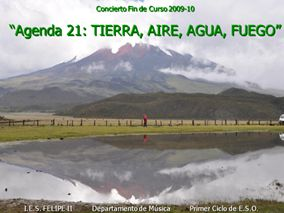 Concierto Fin de Curso 2009-10
“Agenda 21: TIERRA, AIRE, AGUA, FUEGO”
I.E.S. FELIPE II Departamento de Música Primer Ciclo de E.S.O.